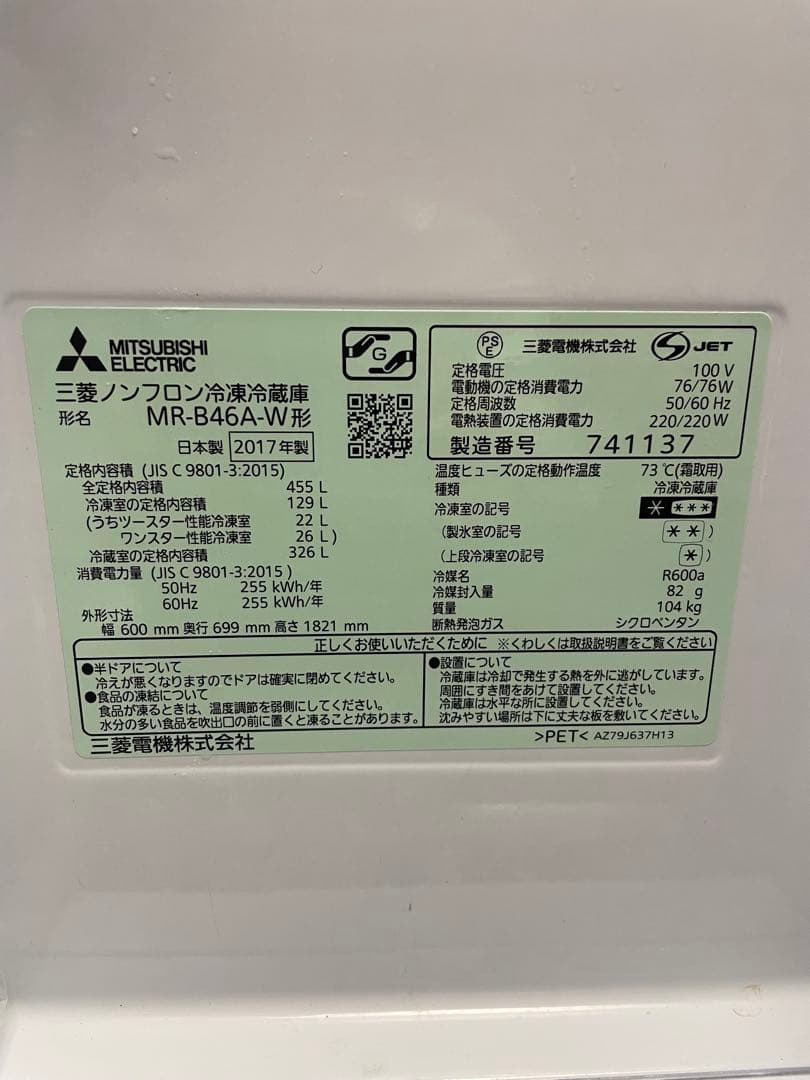 MITSUBISHI
ELECTRIC
G
三菱ノンフロン冷凍冷蔵庫
形名 MR-B46A-W形
日本製 2017年製
定格内容積 (JIS C 9801-3:2015)
全定格内容積 455 L
冷凍室の定格内容積 129 L
(うちツースター性能冷凍室 22 L
ワンスター性能冷凍室 26 L)
冷蔵室の定格内容積 326 L
消費電力量 (JIS C 9801-3:2015)
50Hz 255 kWh/年
60Hz 255 kWh/年
外形寸法
幅 600 mm 奥行 699 mm 高さ 1821 mm
PS
E 三菱電機株式会社 S JET
定格電圧 100 V
電動機の定格消費電力 76/76W
定格周波数 50/60 Hz
電熱装置の定格消費電力 220/220W
製造番号 741137
温度ヒューズの定格動作温度 73℃(霜取用)
種類 冷凍冷蔵庫
冷凍室の記号 * ***
(製氷室の記号 ** )
(上段冷凍室の記号 * )
冷媒名 R600a
冷媒封入量 82 g
質量 104 kg
断熱発泡ガス シクロペンタン
正しくお使いいただくために ※くわしくは取扱説明書をご覧ください
●半ドアについて
冷えが悪くなりますのでドアは確実に閉めてください。
●食品の凍結について
食品が凍るときは、温度調節を弱側にしてください。
水分の多い食品を吹出口の前に置くと凍ることがあります。
●設置について
冷蔵庫は冷却で発生する熱を外に逃がしています。
周囲にすき間をあけて設置してください。
冷蔵庫は水平な所に設置してください。
沈みやすい場所は下に丈夫な板を敷いてください。
三菱電機株式会社
>PET< AZ79J637H13